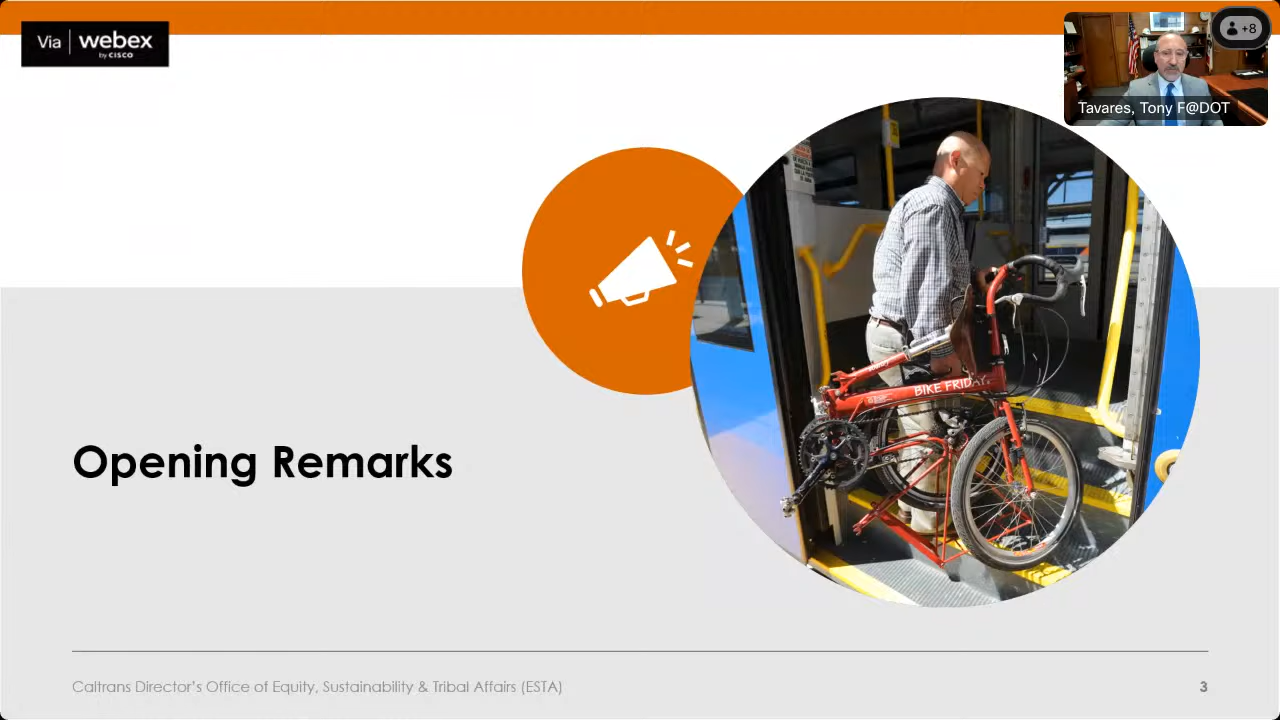 Via | webex
by CISCO
+8
Tavares, Tony F@DOT
BIKE FRIDAY
Opening Remarks
Caltrans Director's Office of Equity, Sustainability & Tribal Affairs (ESTA)
3